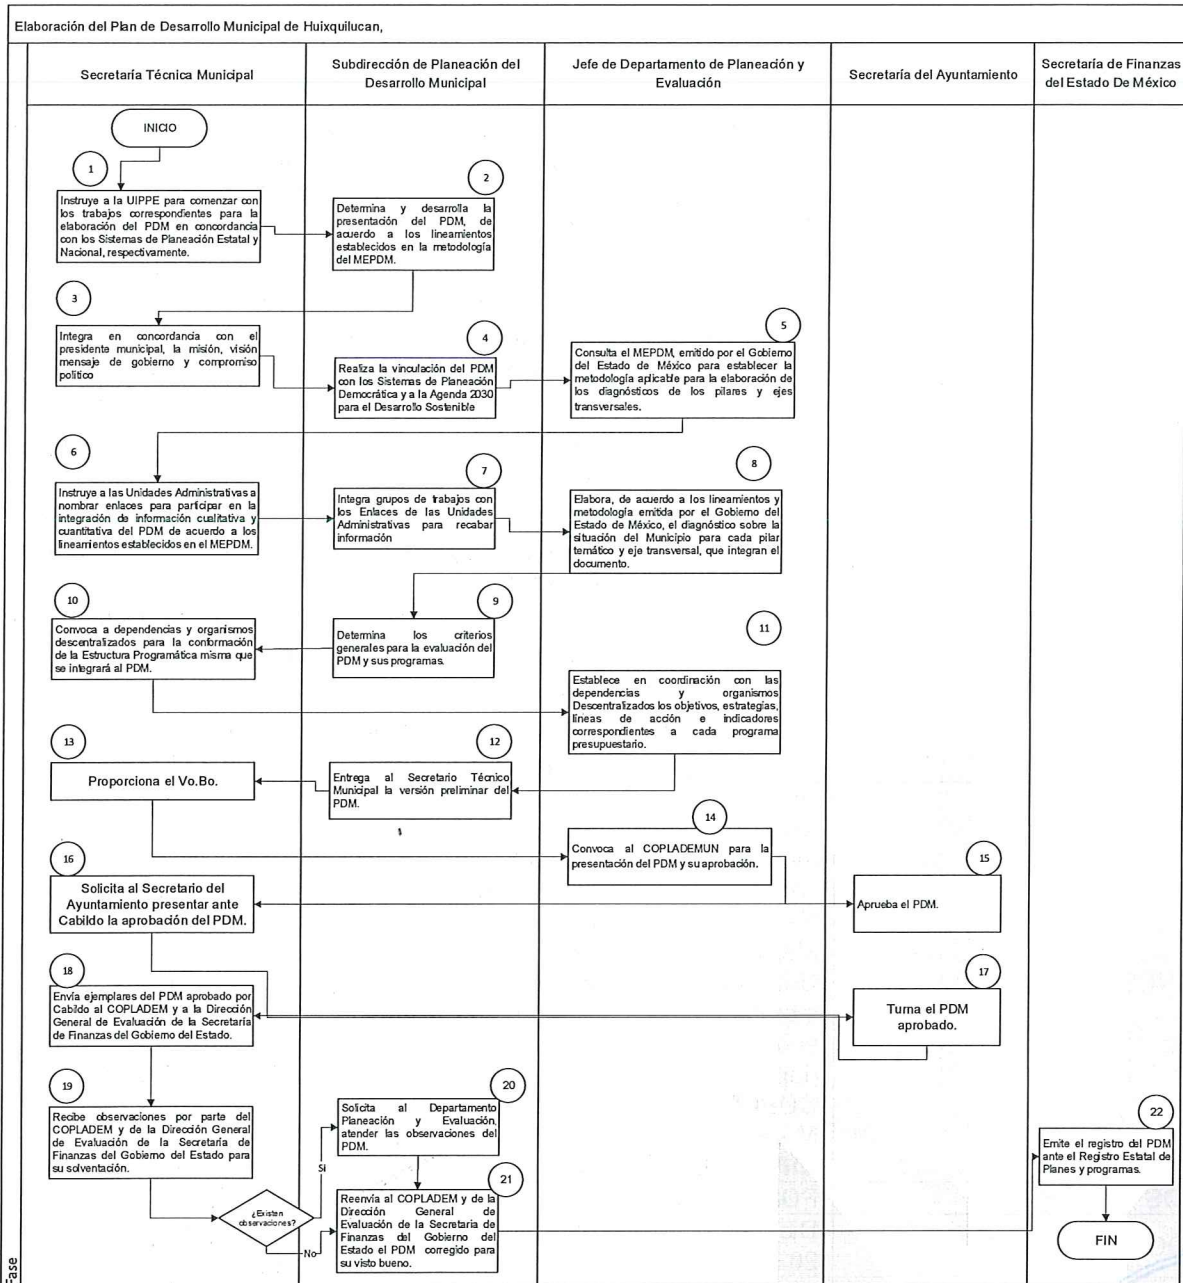 Elaboración del Plan de Desarrollo Municipal de Huixquilucan,
Secretaría Técnica Municipal
Subdirección de Planeación del
Desarrollo Municipal
Jefe de Departamento de Planeación y
Evaluación
Secretaría del Ayuntamiento
Secretaría de Finanzas
del Estado De México
INICIO
1
Instruye a la UIPPE para comenzar con
los trabajos correspondientes para la
elaboración del PDM en concordancia
con los Sistemas de Planeación Estatal y
Nacional, respectivamente.
2
Determina y desarrolla la
presentación del PDM, de
acuerdo a los lineamientos
establecidos en la metodología
del MEPDM.
3
Integra en concordancia con el
presidente municipal, la misión, visión
mensaje de gobierno y compromiso
político
4
Realiza la vinculación del PDM
con los Sistemas de Planeación
Democrática y a la Agenda 2030
para el Desarrollo Sostenible
5
Consulta el MEPDM, emitido por el Gobierno
del Estado de México para establecer la
metodología aplicable para la elaboración de
los diagnósticos de los pilares y ejes
transversales.
6
Instruye a las Unidades Administrativas a
nombrar enlaces para participar en la
integración de información cualitativa y
cuantitativa del PDM de acuerdo a los
lineamientos establecidos en el MEPDM.
7
Integra grupos de trabajos con
los Enlaces de las Unidades
Administrativas para recabar
información
8
Elabora, de acuerdo a los lineamientos y
metodología emitida por el Gobierno del
Estado de México, el diagnóstico sobre la
situación del Municipio para cada pilar
temático y eje transversal, que integran el
documento.
9
Determina los criterios
generales para la evaluación del
PDM y sus programas.
10
Convoca a dependencias y organismos
descentralizados para la conformación
de la Estructura Programática misma que
se integrará al PDM.
11
Establece en coordinación con las
dependencias y organismos
Descentralizados los objetivos, estrategias,
líneas de acción e indicadores
correspondientes a cada programa
presupuestario.
12
Entrega al Secretario Técnico
Municipal la versión preliminar del
PDM.
13
Proporciona el Vo.Bo.
14
Convoca al COPLADEMUN para la
presentación del PDM y su aprobación.
15
Aprueba el PDM.
16
Solicita al Secretario del
Ayuntamiento presentar ante
Cabildo la aprobación del PDM.
17
Turna el PDM
aprobado.
18
Envía ejemplares del PDM aprobado por
Cabildo al COPLADEM y a la Dirección
General de Evaluación de la Secretaría
de Finanzas del Gobierno del Estado.
19
Recibe observaciones por parte del
COPLADEM y de la Dirección General
de Evaluación de la Secretaría de
Finanzas del Gobierno del Estado para
su solventación.
¿Existen
observaciones?
Si
No
20
Solicita al Departamento
Planeación y Evaluación,
atender las observaciones del
PDM.
21
Reenvía al COPLADEM y de la
Dirección General de
Evaluación de la Secretaria de
Finanzas del Gobierno del
Estado el PDM corregido para
su visto bueno.
22
Emite el registro del PDM
ante el Registro Estatal de
Planes y programas.
FIN
Fase